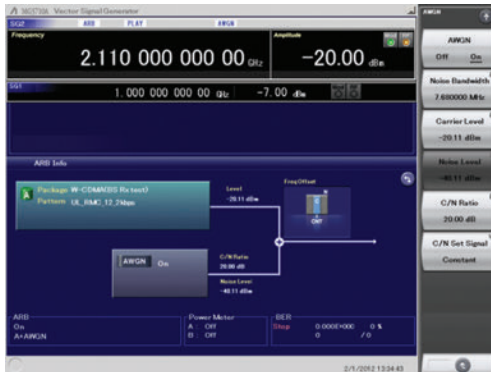 MG3710A Vector Signal Generator
SG2 ARB PLAY AWGN
Frequency
2.110 000 000 00 GHz
Amplitude
-20.00 dBm
SG1
1. 000 000 000 00 GHz -7. 00 dBm
ARB Info
A Package W-CDMA(BS Rx test)
Pattern UL_RMC_12_2kbps
Level
-20.11 dBm
Freq Offset
CNT
AWGN On
C/N Ratio
20.00 dB
Noise Level
-40.11 dBm
ARB
On
A+AWGN
Power Meter
A : Off
B : Off
BER
Stop 0.000E+000 0 %
0 / 0
2/1/2012 13:34:43
AWGN
AWGN
Off On
Noise Bandwidth
7.680000 MHz
Carrier Level
-20.11 dBm
Noise Level
-40.11 dBm
C/N Ratio
20.00 dB
C/N Set Signal
Constant